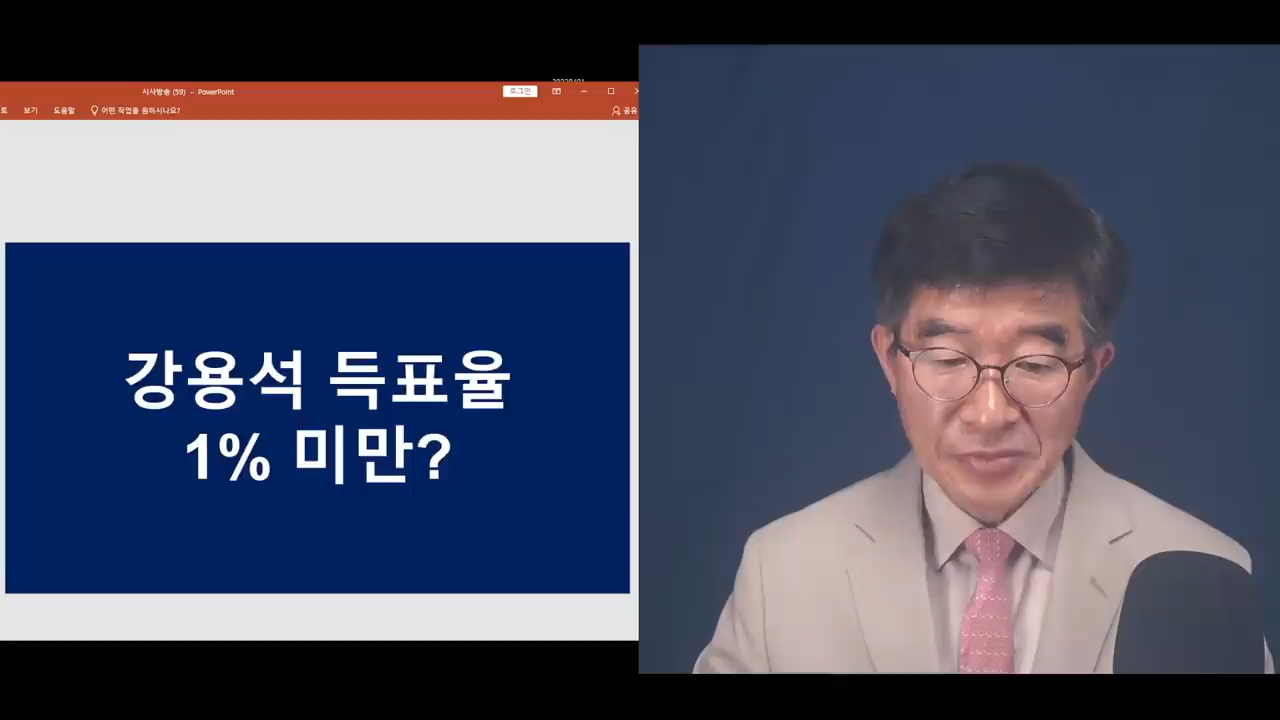 시사방송 (59) - PowerPoint
로그인
보기
도움말
어떤 작업을 원하시나요?
공유
강용석 득표율
1% 미만?